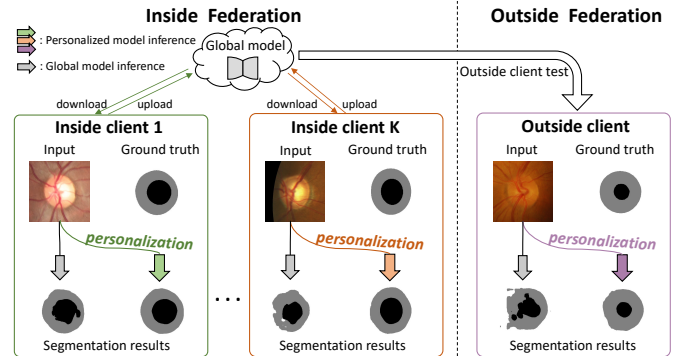 Inside Federation
Outside Federation
: Personalized model inference
: Global model inference
Global model
Outside client test
download
upload
download
upload
Inside client 1
Inside client K
Outside client
Input
Ground truth
Input
Ground truth
Input
Ground truth
personalization
personalization
personalization
...
Segmentation results
Segmentation results
Segmentation results